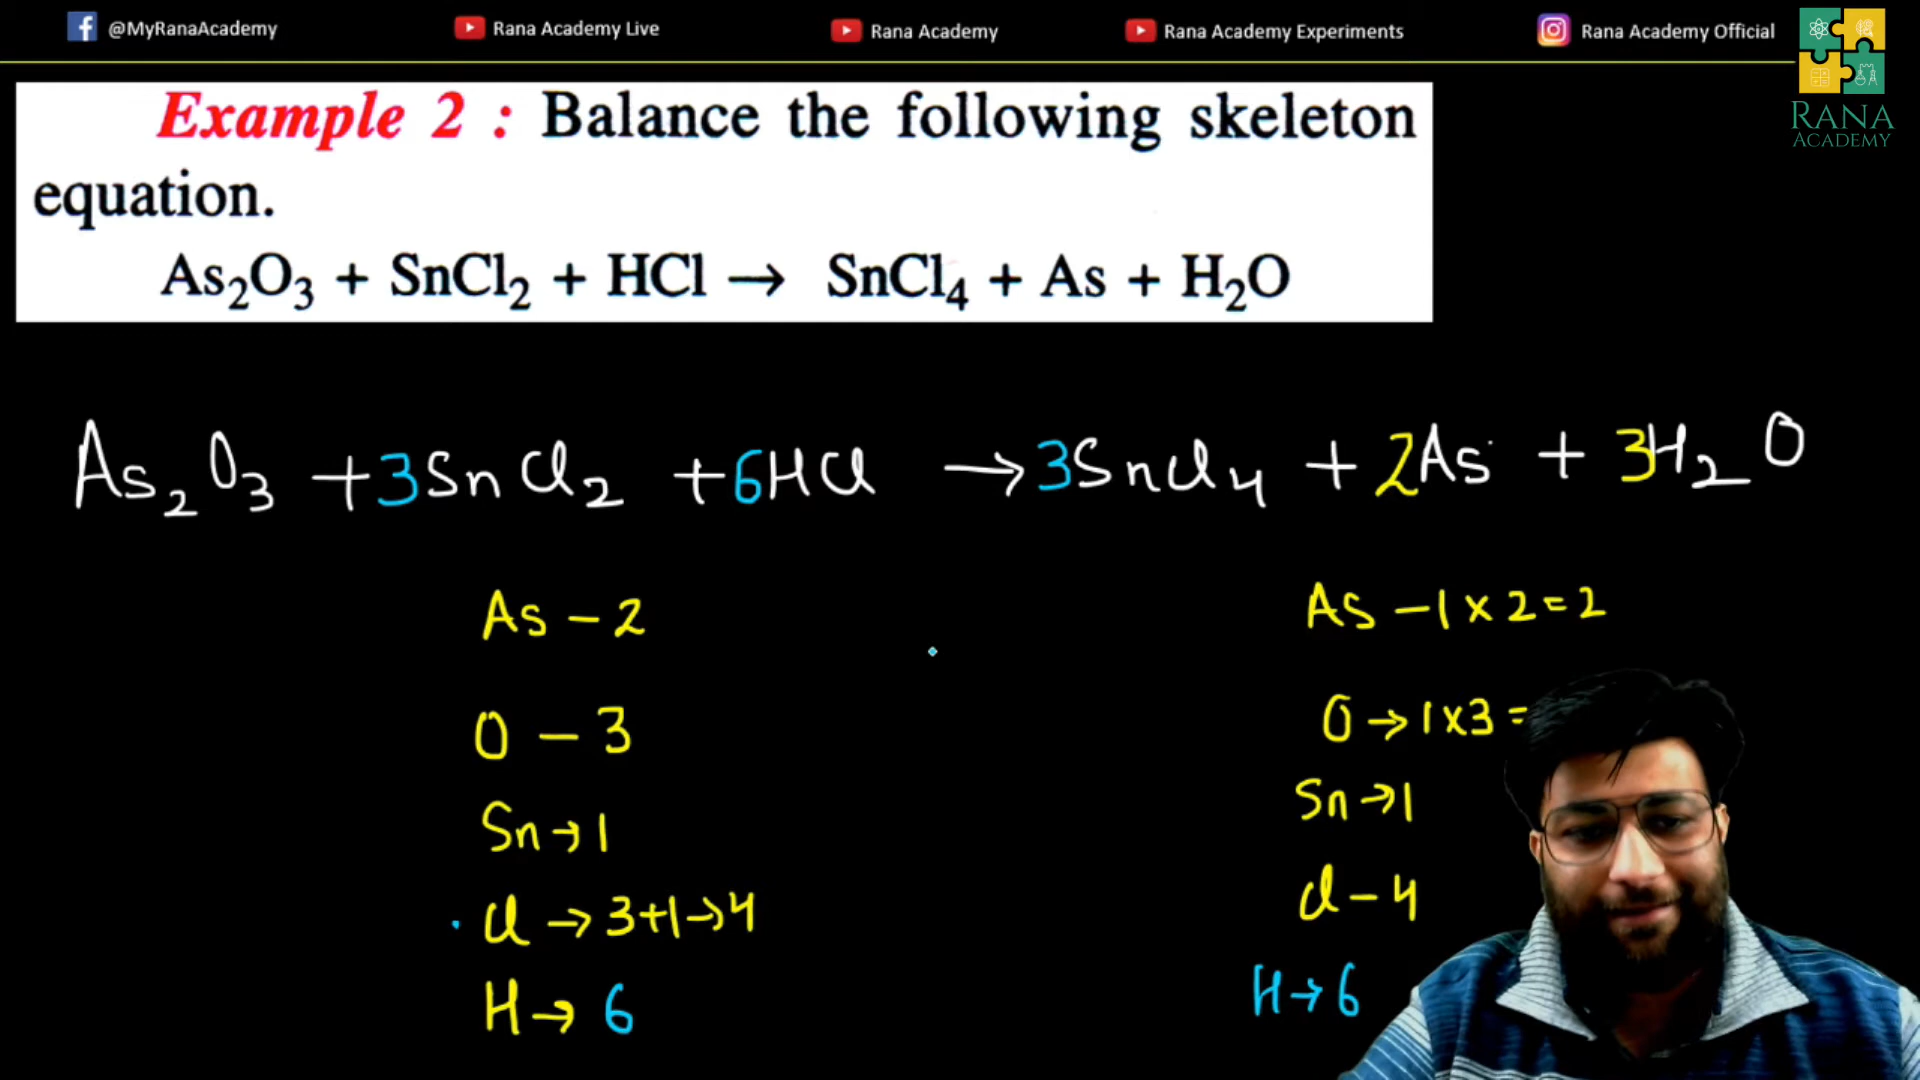 @MyRanaAcademy
Rana Academy Live
Rana Academy
Rana Academy Experiments
Rana Academy Official
RANA
ACADEMY
Example 2 : Balance the following skeleton
equation.
As₂O₃ + SnCl₂ + HCl → SnCl₄ + As + H₂O
As₂O₃ + 3SnCl₂ + 6HCl → 3SnCl₄ + 2As + 3H₂O
As – 2
As – 1 × 2 = 2
O – 3
O → 1×3 =
Sn → 1
Sn → 1
Cl → 3+1 → 4
Cl – 4
H → 6
H → 6